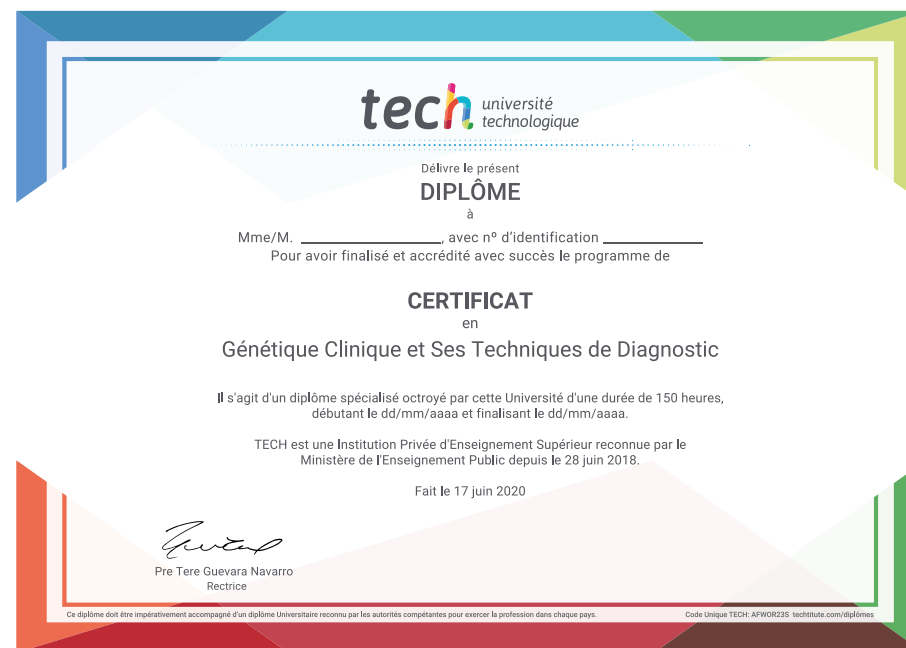 tech université
technologique
Délivre le présent
DIPLÔME
à
Mme/M. ____________________, avec nº d'identification ______________
Pour avoir finalisé et accrédité avec succès le programme de
CERTIFICAT
en
Génétique Clinique et Ses Techniques de Diagnostic
Il s'agit d'un diplôme spécialisé octroyé par cette Université d'une durée de 150 heures,
débutant le dd/mm/aaaa et finalisant le dd/mm/aaaa.
TECH est une Institution Privée d'Enseignement Supérieur reconnue par le
Ministère de l'Enseignement Public depuis le 28 juin 2018.
Fait le 17 juin 2020
Pre Tere Guevara Navarro
Rectrice
Ce diplôme doit être impérativement accompagné d'un diplôme Universitaire reconnu par les autorités compétantes pour exercer la profession dans chaque pays.
Code Unique TECH: AFWOR23S techtitute.com/diplômes